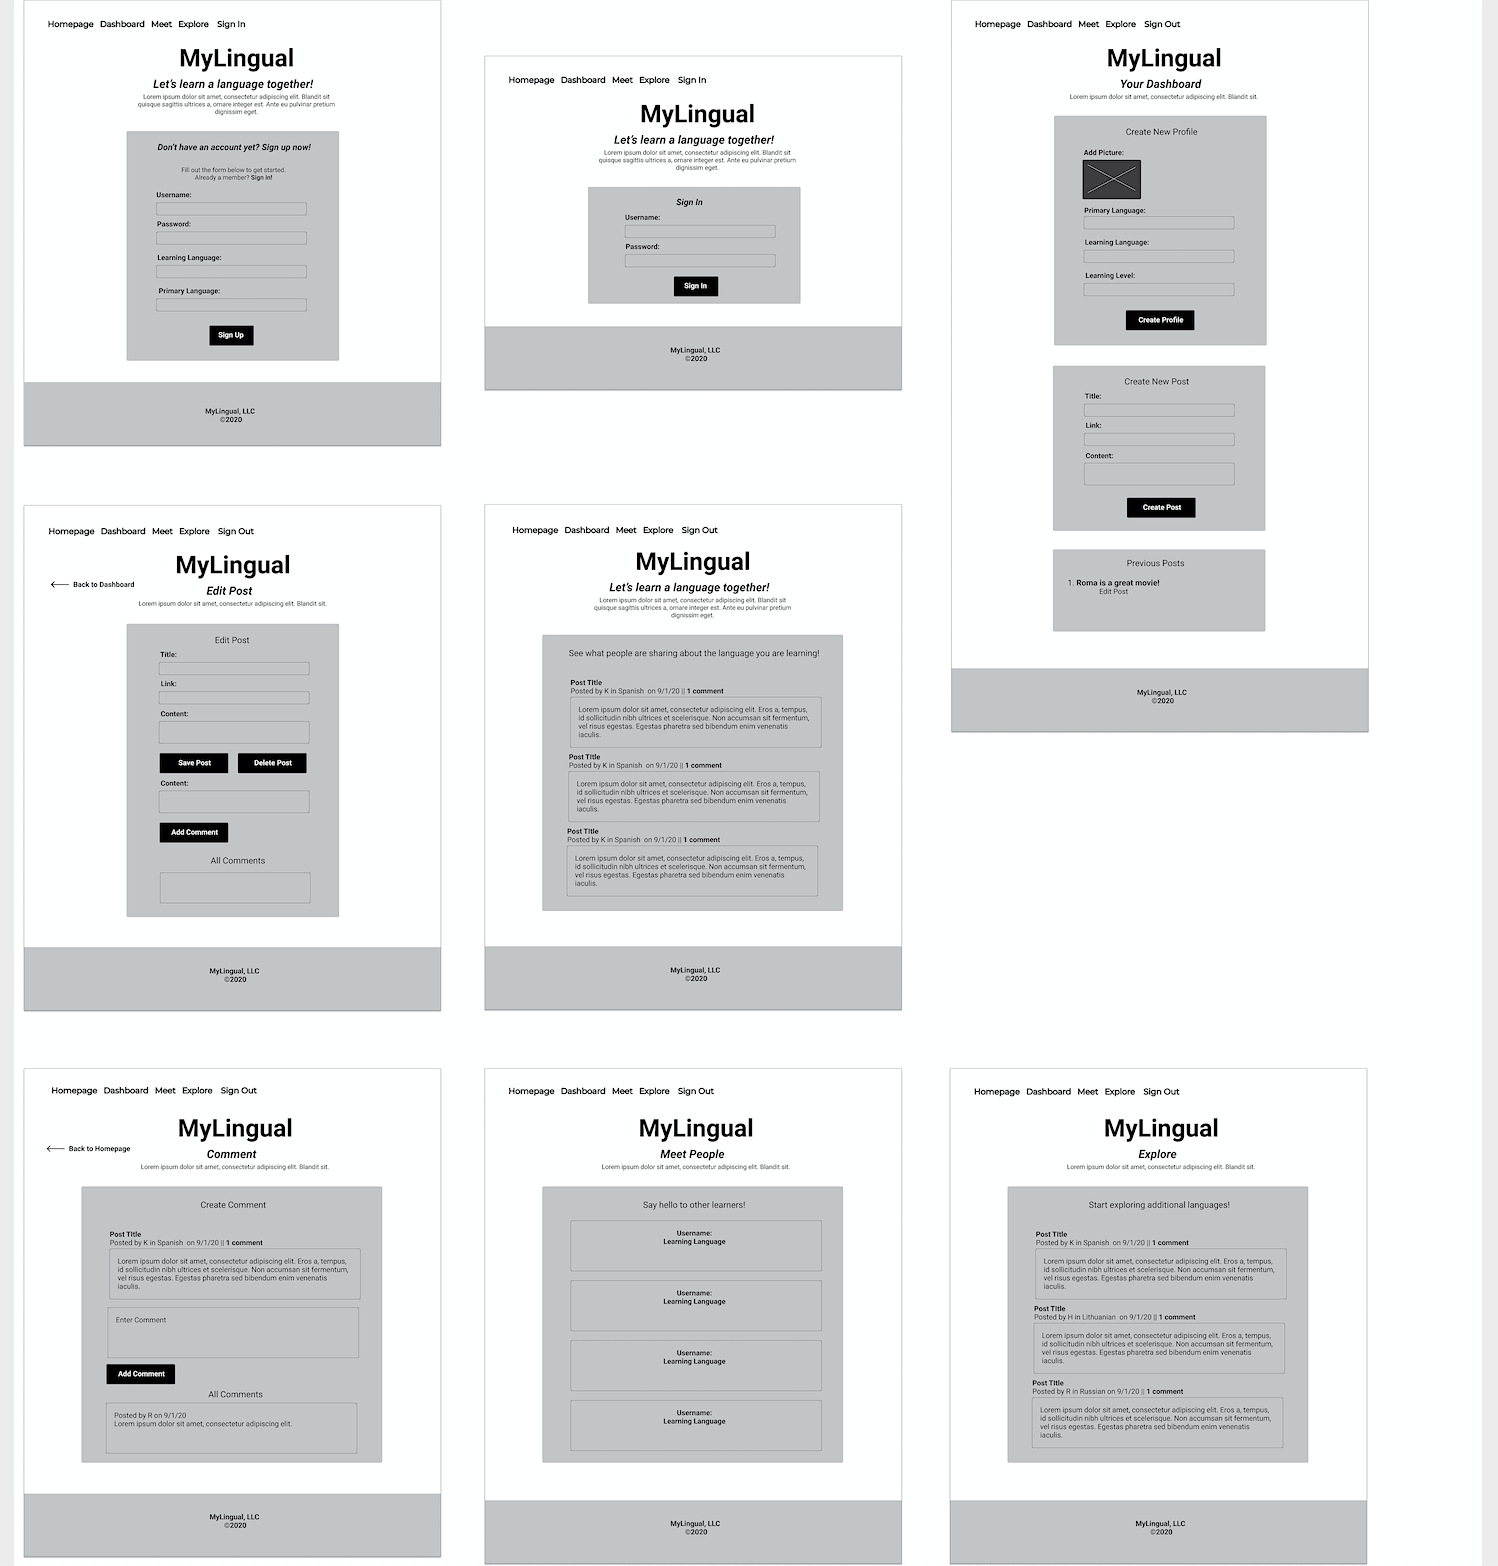 Homepage Dashboard Meet Explore Sign In
MyLingual
Let's learn a language together!
Lorem ipsum dolor sit amet, consectetur adipiscing elit. Blandit sit
quisque sagittis ultrices a, ornare integer est. Ante eu pulvinar pretium
dignissim eget.
Don't have an account yet? Sign up now!
Fill out the form below to get started.
Already a member? Sign in!
Username:
Password:
Learning Language:
Primary Language:
Sign Up
MyLingual, LLC
©2020
Homepage Dashboard Meet Explore Sign In
MyLingual
Let's learn a language together!
Lorem ipsum dolor sit amet, consectetur adipiscing elit. Blandit sit
quisque sagittis ultrices a, ornare integer est. Ante eu pulvinar pretium
dignissim eget.
Sign In
Username:
Password:
Sign In
MyLingual, LLC
©2020
Homepage Dashboard Meet Explore Sign Out
MyLingual
Your Dashboard
Lorem ipsum dolor sit amet, consectetur adipiscing elit. Blandit sit.
Create New Profile
Add Picture:
Primary Language:
Learning Language:
Learning Level:
Create Profile
Create New Post
Title:
Link:
Content:
Create Post
Previous Posts
1. Roma is a great movie!
Edit Post
MyLingual, LLC
©2020
Homepage Dashboard Meet Explore Sign Out
MyLingual
Back to Dashboard
Edit Post
Lorem ipsum dolor sit amet, consectetur adipiscing elit. Blandit sit.
Edit Post
Title:
Link:
Content:
Save Post Delete Post
Content:
Add Comment
All Comments
MyLingual, LLC
©2020
Homepage Dashboard Meet Explore Sign Out
MyLingual
Let's learn a language together!
Lorem ipsum dolor sit amet, consectetur adipiscing elit. Blandit sit
quisque sagittis ultrices a, ornare integer est. Ante eu pulvinar pretium
dignissim eget.
See what people are sharing about the language you are learning!
Post Title
Posted by K in Spanish on 9/1/20 || 1 comment
Lorem ipsum dolor sit amet, consectetur adipiscing elit. Eros a, tempus,
id sollicitudin nibh ultrices et scelerisque. Non accumsan sit fermentum,
vel risus egestas. Egestas pharetra sed bibendum enim venenatis
iaculis.
Post Title
Posted by K in Spanish on 9/1/20 || 1 comment
Lorem ipsum dolor sit amet, consectetur adipiscing elit. Eros a, tempus,
id sollicitudin nibh ultrices et scelerisque. Non accumsan sit fermentum,
vel risus egestas. Egestas pharetra sed bibendum enim venenatis
iaculis.
Post Title
Posted by K in Spanish on 9/1/20 || 1 comment
Lorem ipsum dolor sit amet, consectetur adipiscing elit. Eros a, tempus,
id sollicitudin nibh ultrices et scelerisque. Non accumsan sit fermentum,
vel risus egestas. Egestas pharetra sed bibendum enim venenatis
iaculis.
MyLingual, LLC
©2020
Homepage Dashboard Meet Explore Sign Out
MyLingual
Back to Homepage
Comment
Lorem ipsum dolor sit amet, consectetur adipiscing elit. Blandit sit.
Create Comment
Post Title
Posted by K in Spanish on 9/1/20 || 1 comment
Lorem ipsum dolor sit amet, consectetur adipiscing elit. Eros a, tempus,
id sollicitudin nibh ultrices et scelerisque. Non accumsan sit fermentum,
vel risus egestas. Egestas pharetra sed bibendum enim venenatis
iaculis.
Enter Comment
Add Comment
All Comments
Posted by R on 9/1/20
Lorem ipsum dolor sit amet, consectetur adipiscing elit.
MyLingual, LLC
©2020
Homepage Dashboard Meet Explore Sign Out
MyLingual
Meet People
Lorem ipsum dolor sit amet, consectetur adipiscing elit. Blandit sit.
Say hello to other learners!
Username:
Learning Language
Username:
Learning Language
Username:
Learning Language
Username:
Learning Language
MyLingual, LLC
©2020
Homepage Dashboard Meet Explore Sign Out
MyLingual
Explore
Lorem ipsum dolor sit amet, consectetur adipiscing elit. Blandit sit.
Start exploring additional languages!
Post Title
Posted by K in Spanish on 9/1/20 || 1 comment
Lorem ipsum dolor sit amet, consectetur adipiscing elit. Eros a, tempus,
id sollicitudin nibh ultrices et scelerisque. Non accumsan sit fermentum,
vel risus egestas. Egestas pharetra sed bibendum enim venenatis
iaculis.
Post Title
Posted by H in Lithuanian on 9/1/20 || 1 comment
Lorem ipsum dolor sit amet, consectetur adipiscing elit. Eros a, tempus,
id sollicitudin nibh ultrices et scelerisque. Non accumsan sit fermentum,
vel risus egestas. Egestas pharetra sed bibendum enim venenatis
iaculis.
Post Title
Posted by R in Russian on 9/1/20 || 1 comment
Lorem ipsum dolor sit amet, consectetur adipiscing elit. Eros a, tempus,
id sollicitudin nibh ultrices et scelerisque. Non accumsan sit fermentum,
vel risus egestas. Egestas pharetra sed bibendum enim venenatis
iaculis.
MyLingual, LLC
©2020